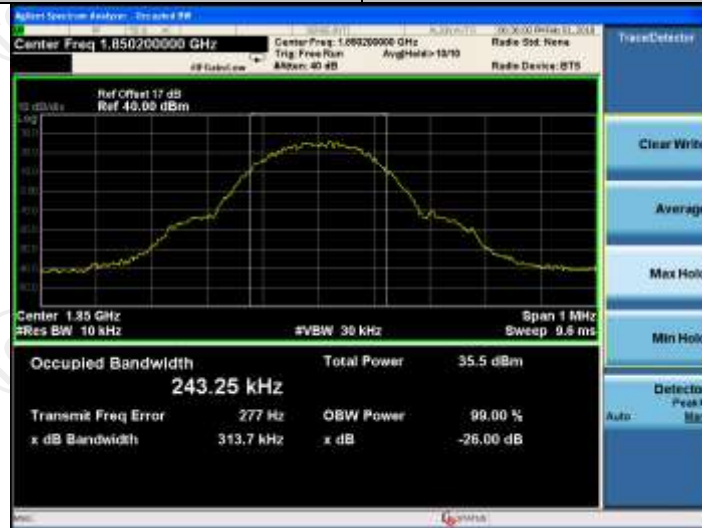 Agilent Spectrum Analyzer - Occupied BW
Center Freq 1.850200000 GHz
Center Freq: 1.850200000 GHz
Trig: Free Run Avg|Hold:>10/10
#Atten: 40 dB
Radio Std: None
Radio Device: BTS
Ref Offset 17 dB
10 dB/div Ref 40.00 dBm
Log
Center 1.85 GHz Span 1 MHz
#Res BW 10 kHz #VBW 30 kHz Sweep 9.6 ms
Occupied Bandwidth Total Power 35.5 dBm
243.25 kHz
Transmit Freq Error 277 Hz OBW Power 99.00 %
x dB Bandwidth 313.7 kHz x dB -26.00 dB
Trace/Detector
Clear Write
Average
Max Hold
Min Hold
Detector
Auto
MSG
STATUS